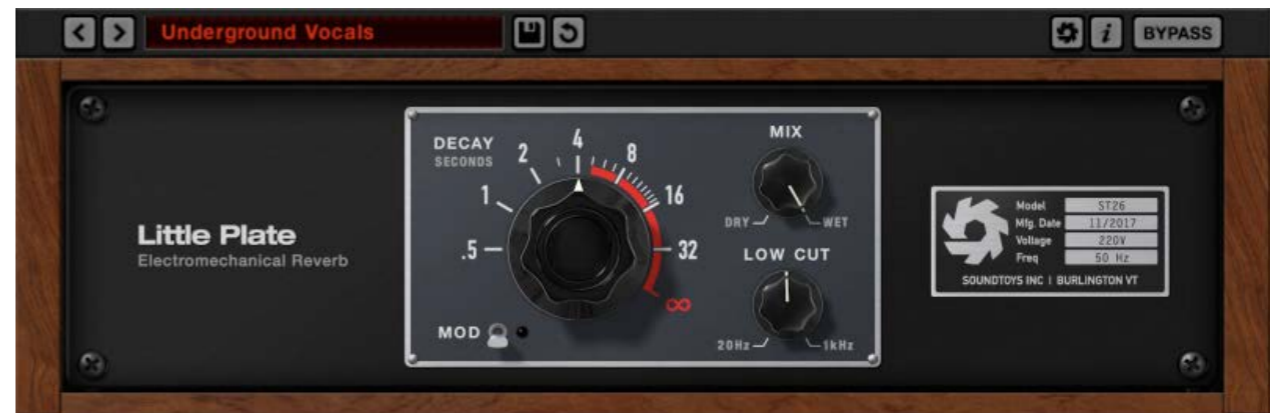 < > Underground Vocals i BYPASS
DECAY
SECONDS
.5 1 2 4 8 16 32 ∞
MOD
MIX
DRY WET
LOW CUT
20Hz 1kHz
Little Plate
Electromechanical Reverb
Model ST26
Mfg. Date 11/2017
Voltage 220V
Freq 50 Hz
SOUNDTOYS INC | BURLINGTON VT